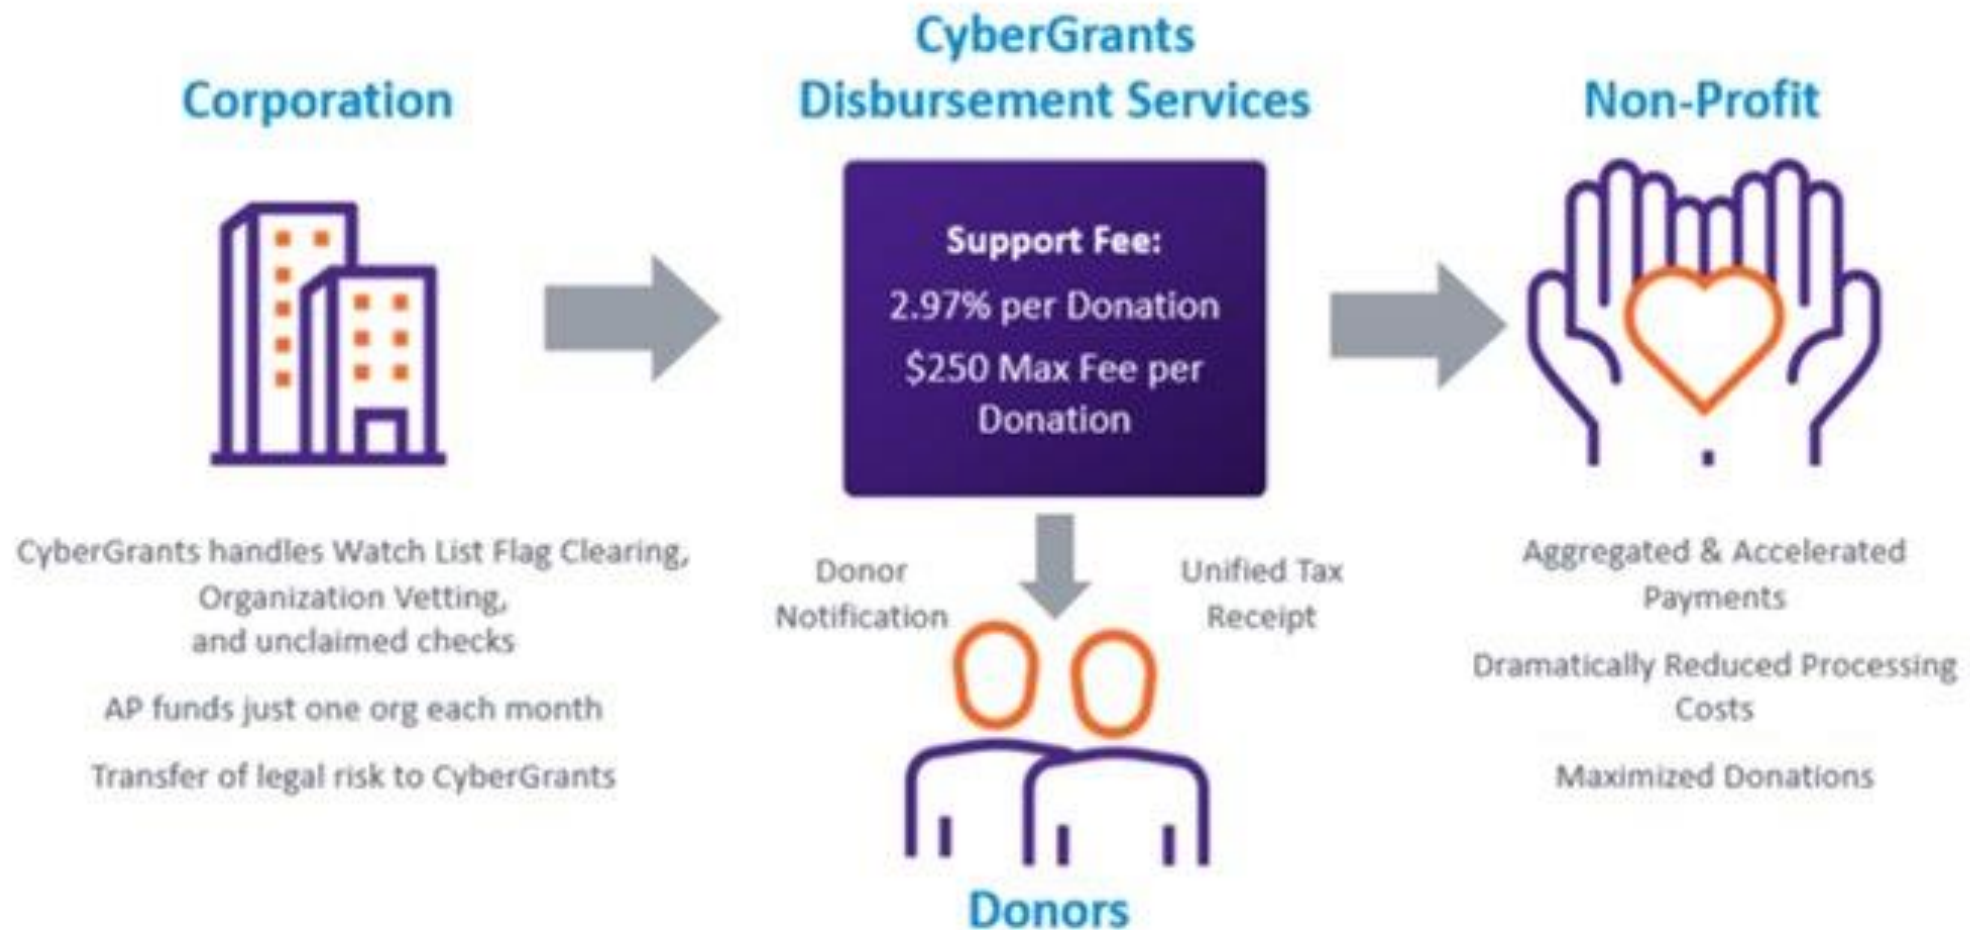 Corporation
CyberGrants
Disbursement Services
Non-Profit
Support Fee:
2.97% per Donation
$250 Max Fee per
Donation
CyberGrants handles Watch List Flag Clearing,
Organization Vetting,
and unclaimed checks
AP funds just one org each month
Transfer of legal risk to CyberGrants
Donor
Notification
Unified Tax
Receipt
Donors
Aggregated & Accelerated
Payments
Dramatically Reduced Processing
Costs
Maximized Donations